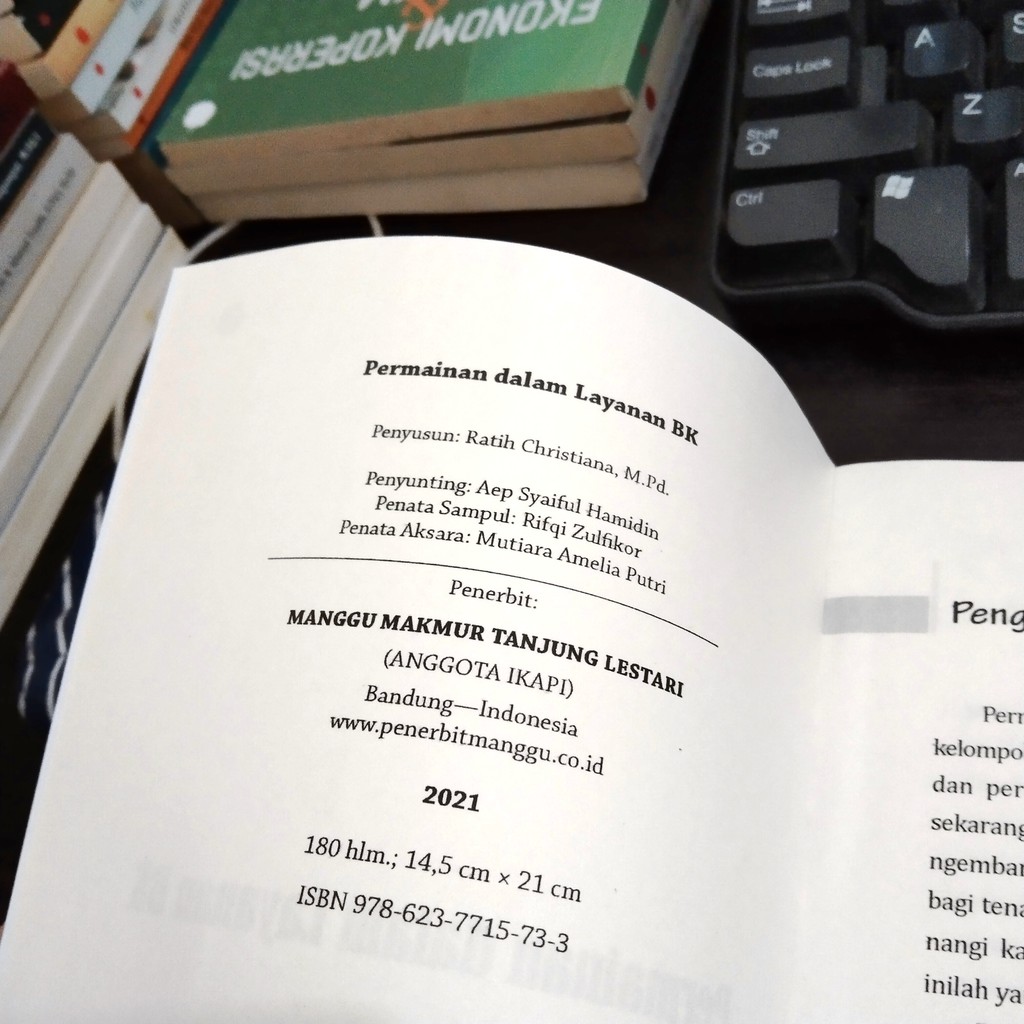 EKONOMI KOPERASI
Caps Lock
A
Shift
Z
Ctrl
Permainan dalam Layanan BK
Penyusun: Ratih Christiana, M.Pd.
Penyunting: Aep Syaiful Hamidin
Penata Sampul: Rifqi Zulfikor
Penata Aksara: Mutiara Amelia Putri
Penerbit:
MANGGU MAKMUR TANJUNG LESTARI
(ANGGOTA IKAPI)
Bandung—Indonesia
www.penerbitmanggu.co.id
2021
180 hlm.; 14,5 cm × 21 cm
ISBN 978-623-7715-73-3
Peng
Perm
kelompo
dan per
sekarang
ngemban
bagi tena
nangi ka
inilah ya